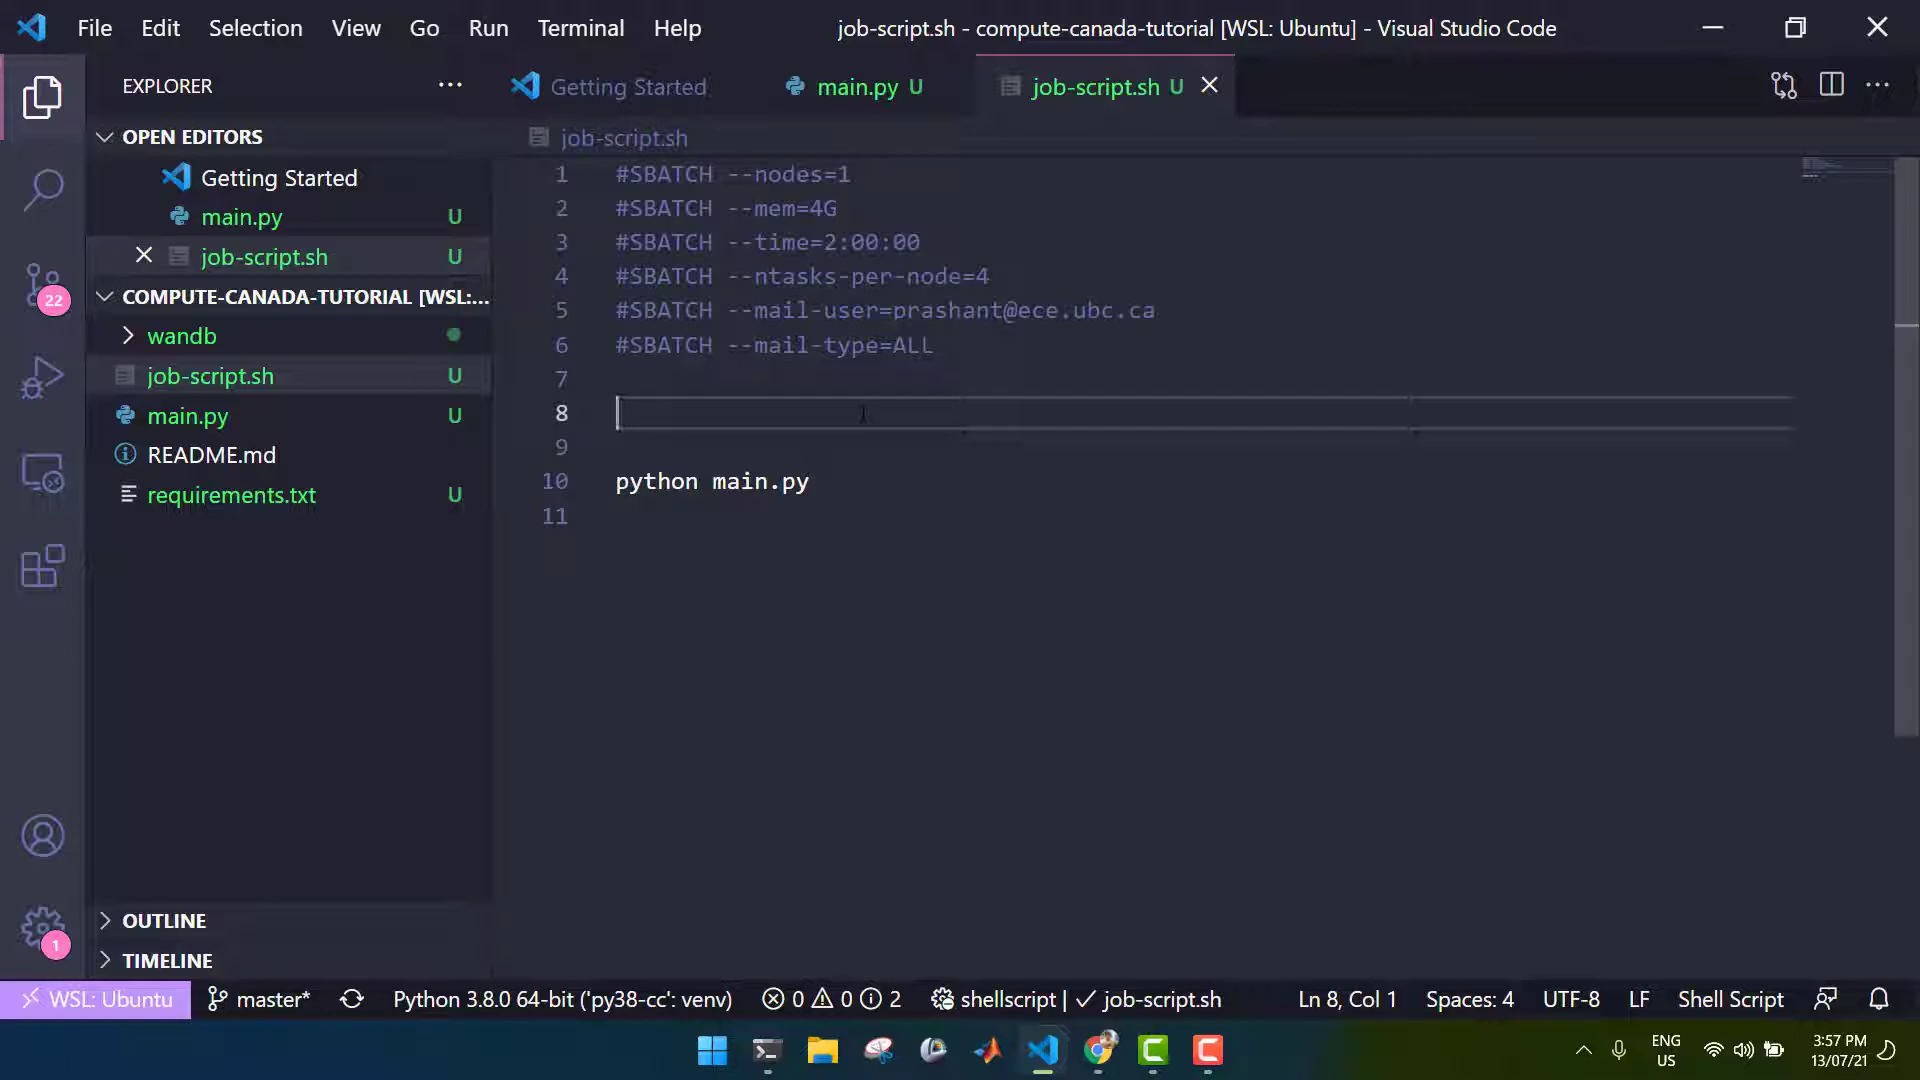 File Edit Selection View Go Run Terminal Help job-script.sh - compute-canada-tutorial [WSL: Ubuntu] - Visual Studio Code
EXPLORER
Getting Started
main.py U
job-script.sh U
OPEN EDITORS
Getting Started
main.py U
job-script.sh U
COMPUTE-CANADA-TUTORIAL [WSL:...
wandb
job-script.sh U
main.py U
README.md
requirements.txt U
OUTLINE
TIMELINE
22
1
job-script.sh
1 #SBATCH --nodes=1
2 #SBATCH --mem=4G
3 #SBATCH --time=2:00:00
4 #SBATCH --ntasks-per-node=4
5 #SBATCH --mail-user=prashant@ece.ubc.ca
6 #SBATCH --mail-type=ALL
7
8
9
10 python main.py
11
WSL: Ubuntu master* Python 3.8.0 64-bit ('py38-cc': venv) 0 0 2 shellscript | ✓ job-script.sh Ln 8, Col 1 Spaces: 4 UTF-8 LF Shell Script
ENG
US
3:57 PM
13/07/21